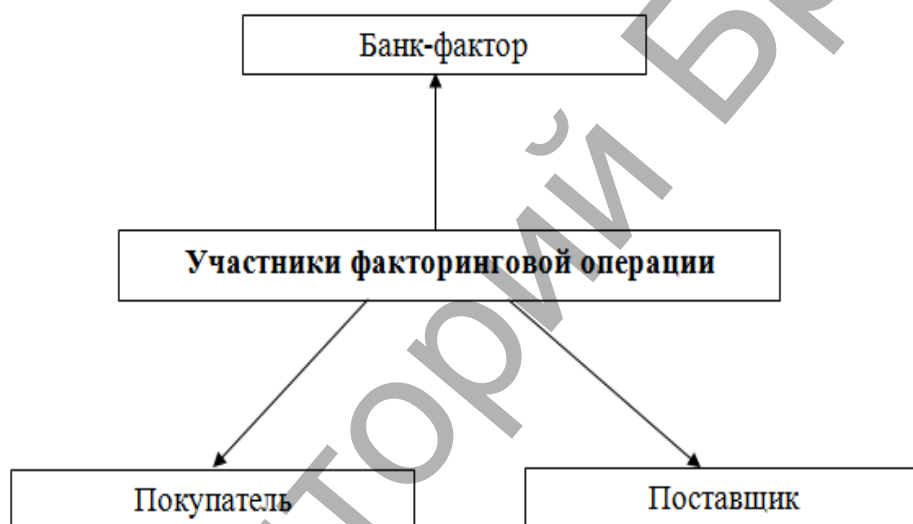 Банк-фактор
Участники факторинговой операции
Покупатель
Поставщик